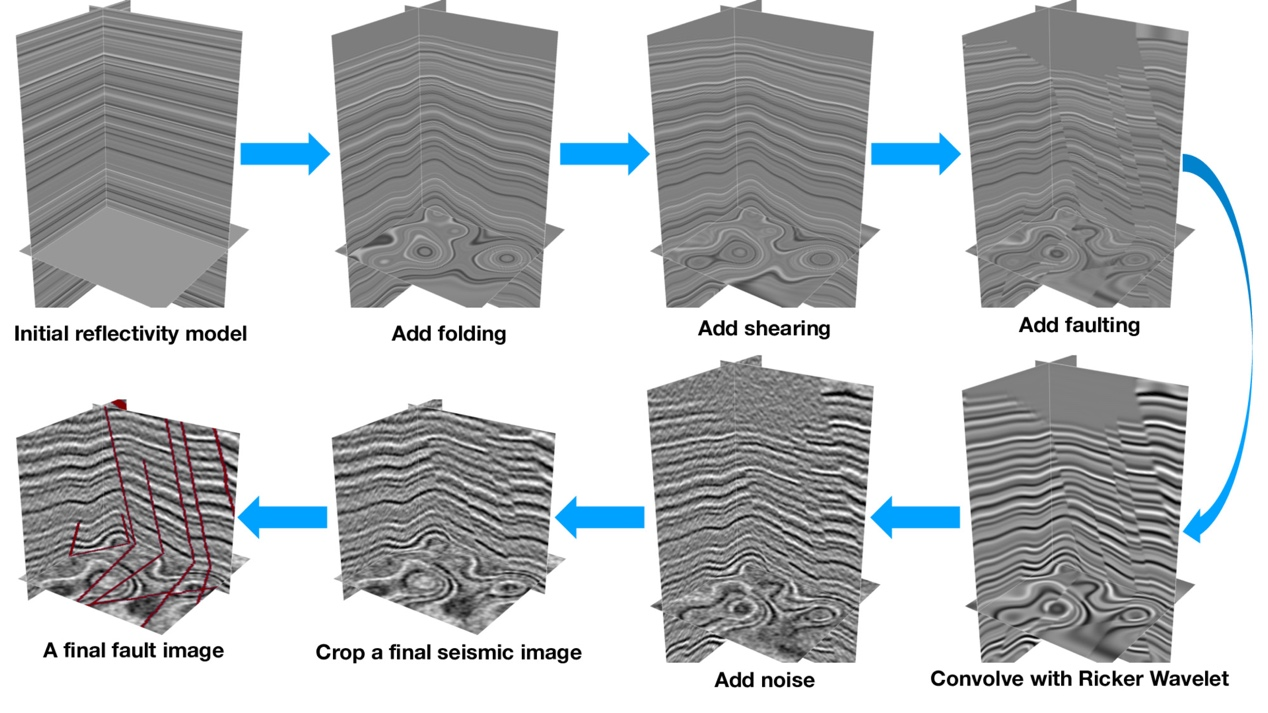 Initial reflectivity model
Add folding
Add shearing
Add faulting
A final fault image
Crop a final seismic image
Add noise
Convolve with Ricker Wavelet